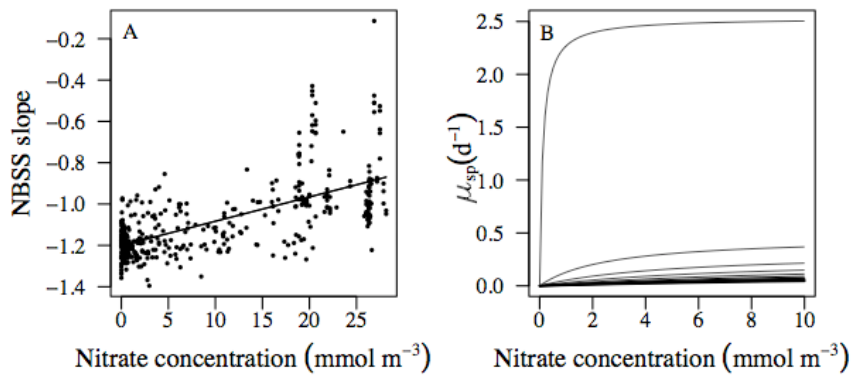 A
NBSS slope
−0.2
−0.4
−0.6
−0.8
−1.0
−1.2
−1.4
0 5 10 15 20 25
Nitrate concentration (mmol m⁻³)
B
μsp(d⁻¹)
2.5
2.0
1.5
1.0
0.5
0.0
0 2 4 6 8 10
Nitrate concentration (mmol m⁻³)